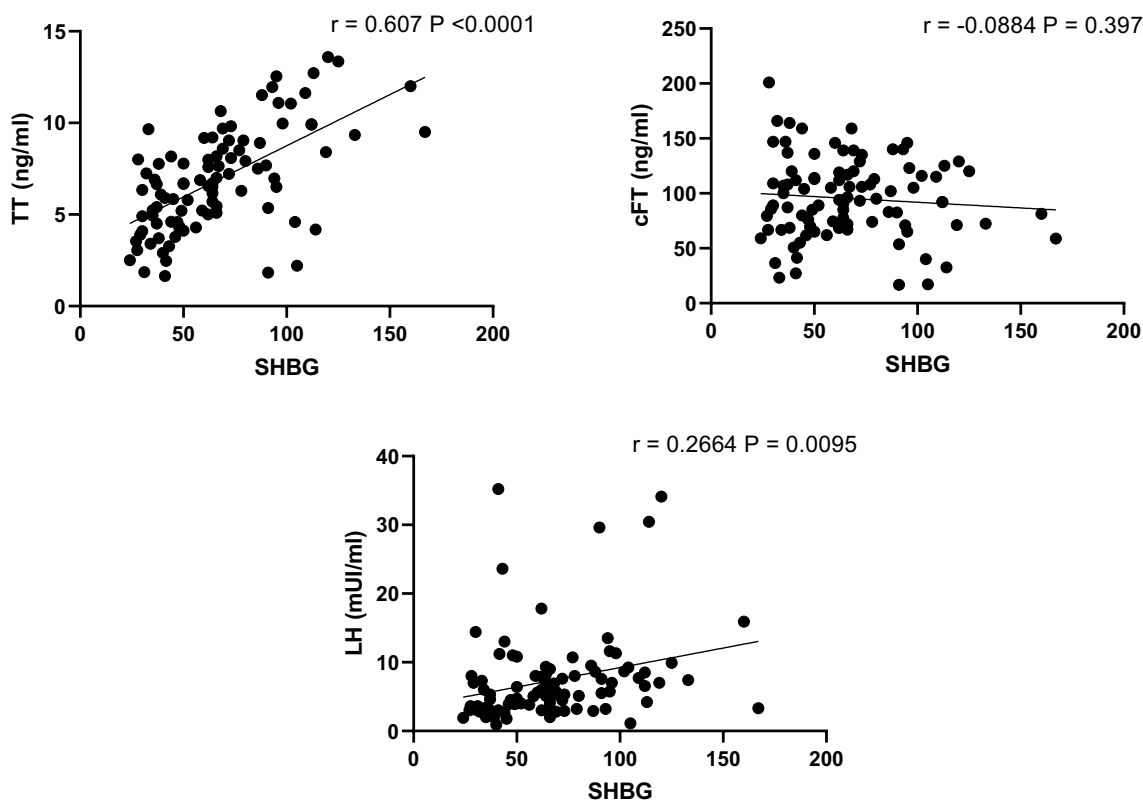 r = 0.607 P <0.0001
15
10
5
0
TT (ng/ml)
0 50 100 150 200
SHBG
r = -0.0884 P = 0.397
250
200
150
100
50
0
cFT (ng/ml)
0 50 100 150 200
SHBG
r = 0.2664 P = 0.0095
40
30
20
10
0
LH (mUI/ml)
0 50 100 150 200
SHBG